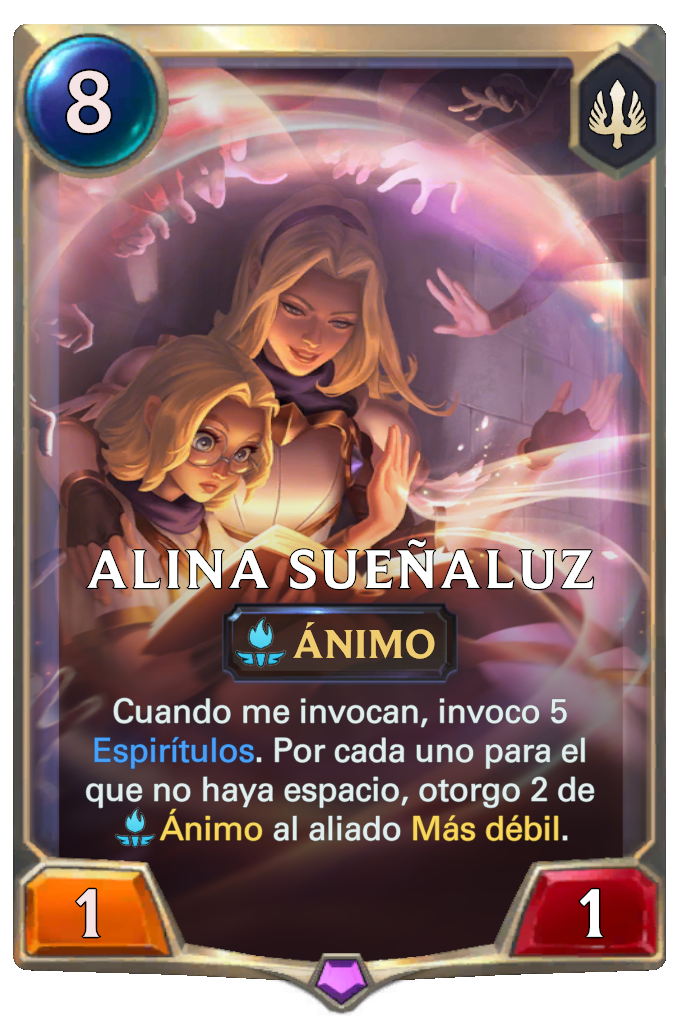 8
ALINA SUEÑALUZ
ÁNIMO
Cuando me invocan, invoco 5
Espirítulos. Por cada uno para el
que no haya espacio, otorgo 2 de
Ánimo al aliado Más débil.
1
1